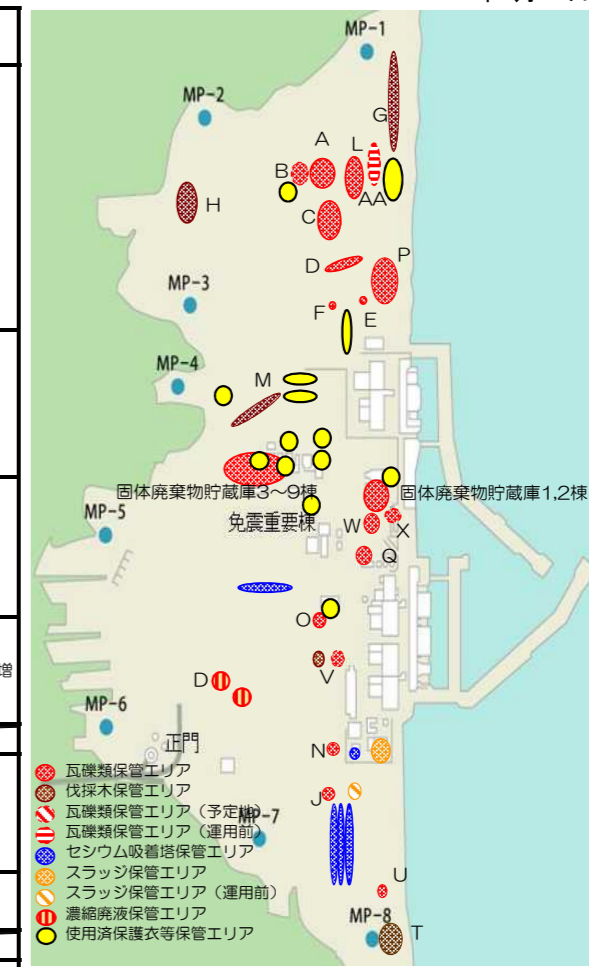 MP-1
MP-2
G
A
L
B
AA
H
C
D
P
MP-3
F
E
MP-4
M
固体廃棄物貯蔵庫3～9棟
固体廃棄物貯蔵庫1,2棟
免震重要棟
W
X
MP-5
Q
O
V
増
D
MP-6
正門
N
瓦礫類保管エリア
J
伐採木保管エリア
瓦礫類保管エリア（予定地）
MP-7
瓦礫類保管エリア（運用前）
セシウム吸着塔保管エリア
スラッジ保管エリア
スラッジ保管エリア（運用前）
U
濃縮廃液保管エリア
MP-8
T
使用済保護衣等保管エリア